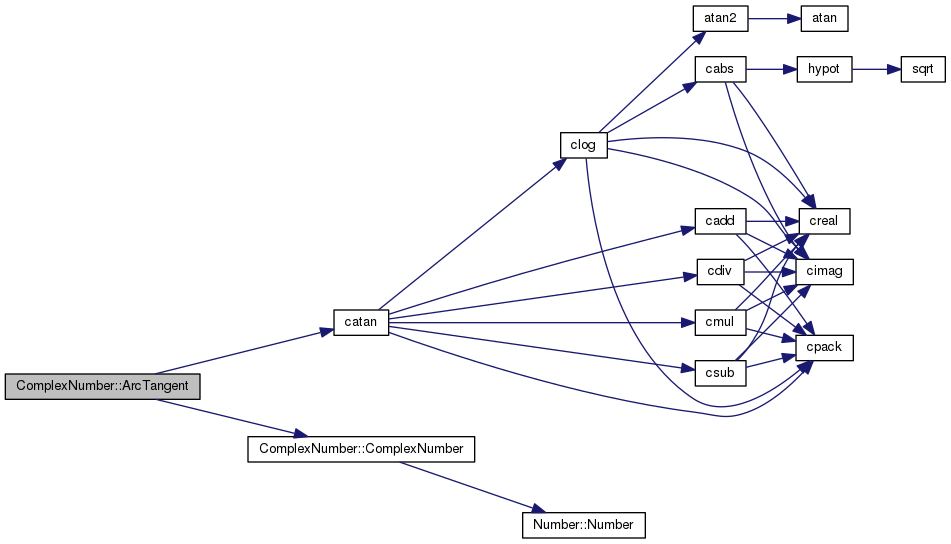 atan2
atan
cabs
hypot
sqrt
clog
cadd
creal
cdiv
cimag
catan
cmul
cpack
csub
ComplexNumber::ArcTangent
ComplexNumber::ComplexNumber
Number::Number